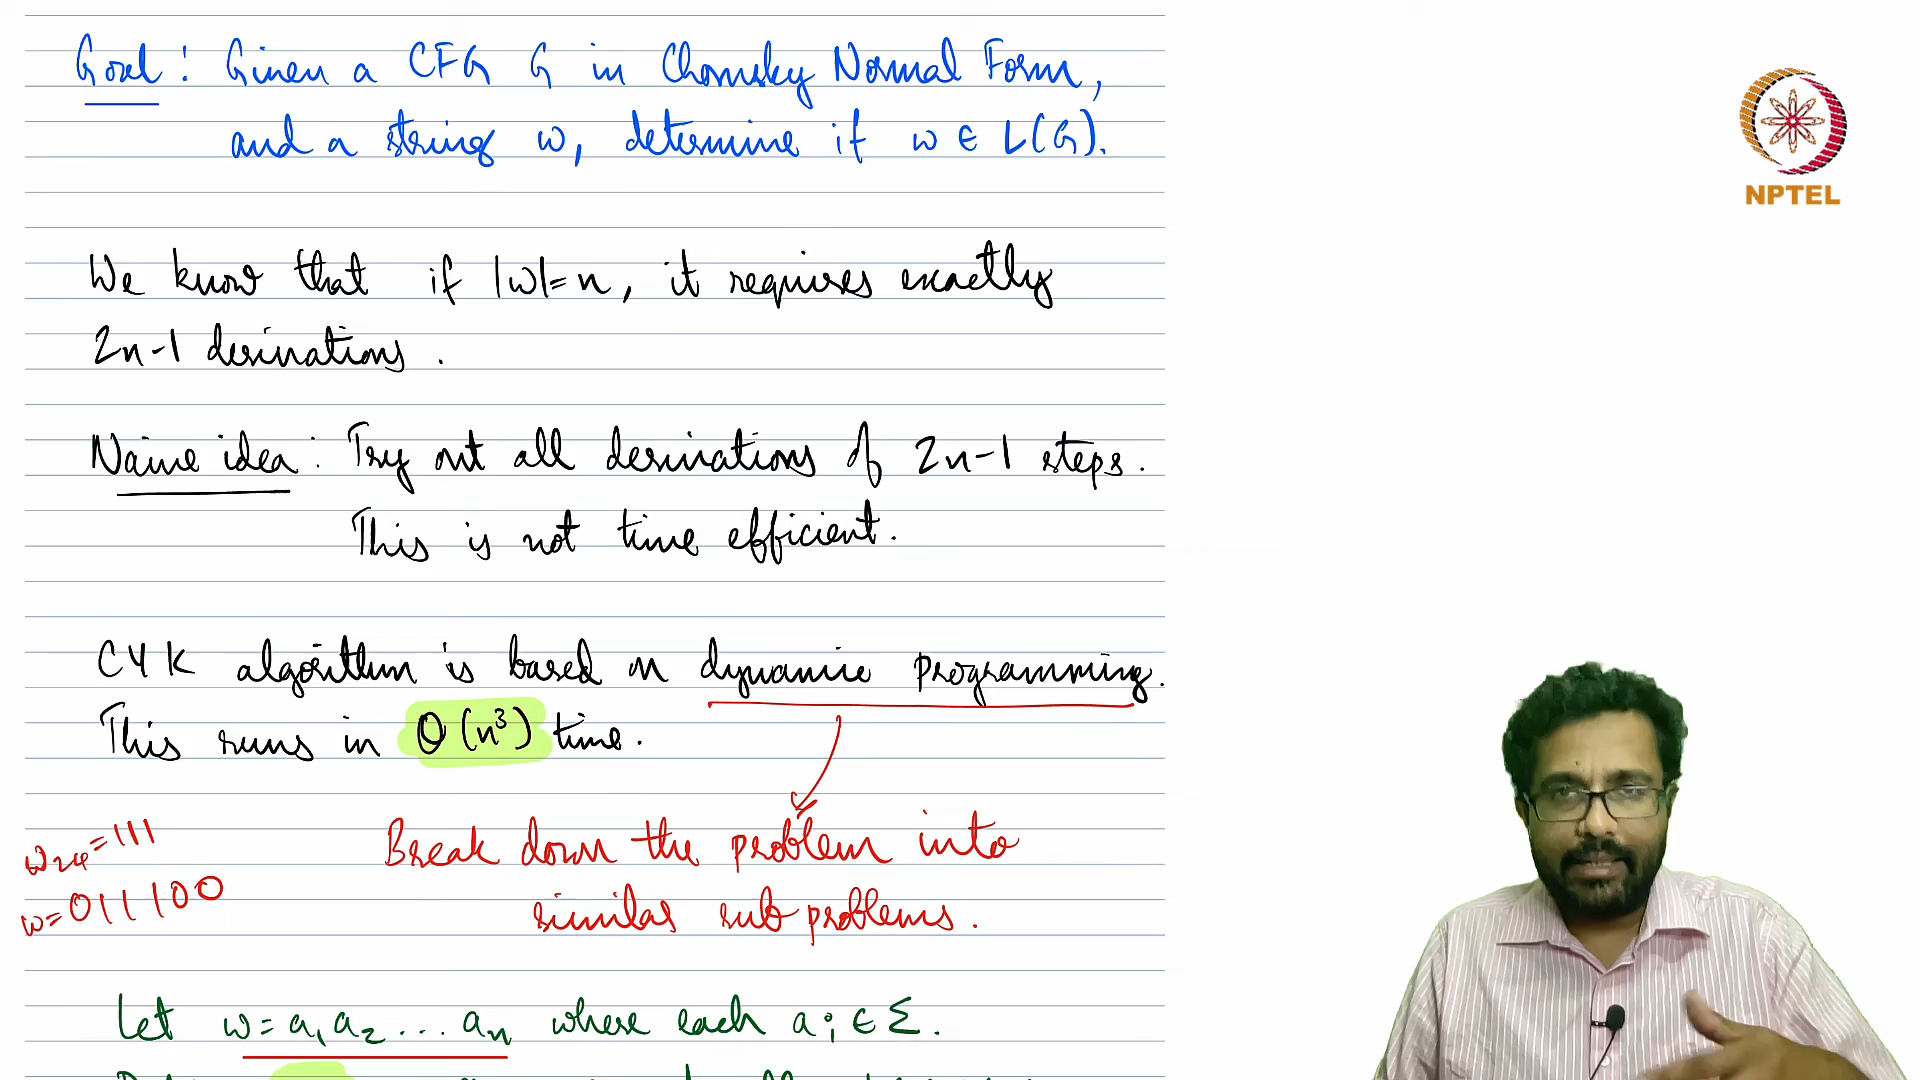 Goal: Given a CFG G in Chomsky Normal Form,
and a string w, determine if w ∈ L(G).
NPTEL
We know that if |w|=n, it requires exactly
2n-1 derivations.
Naive idea: Try out all derivations of 2n-1 steps.
This is not time efficient.
CYK algorithm is based on dynamic programming.
This runs in O(n³) time.
w₂₄=111
w=011100
Break down the problem into
similar subproblems.
Let w=a₁a₂...aₙ where each aᵢ ∈ Σ.